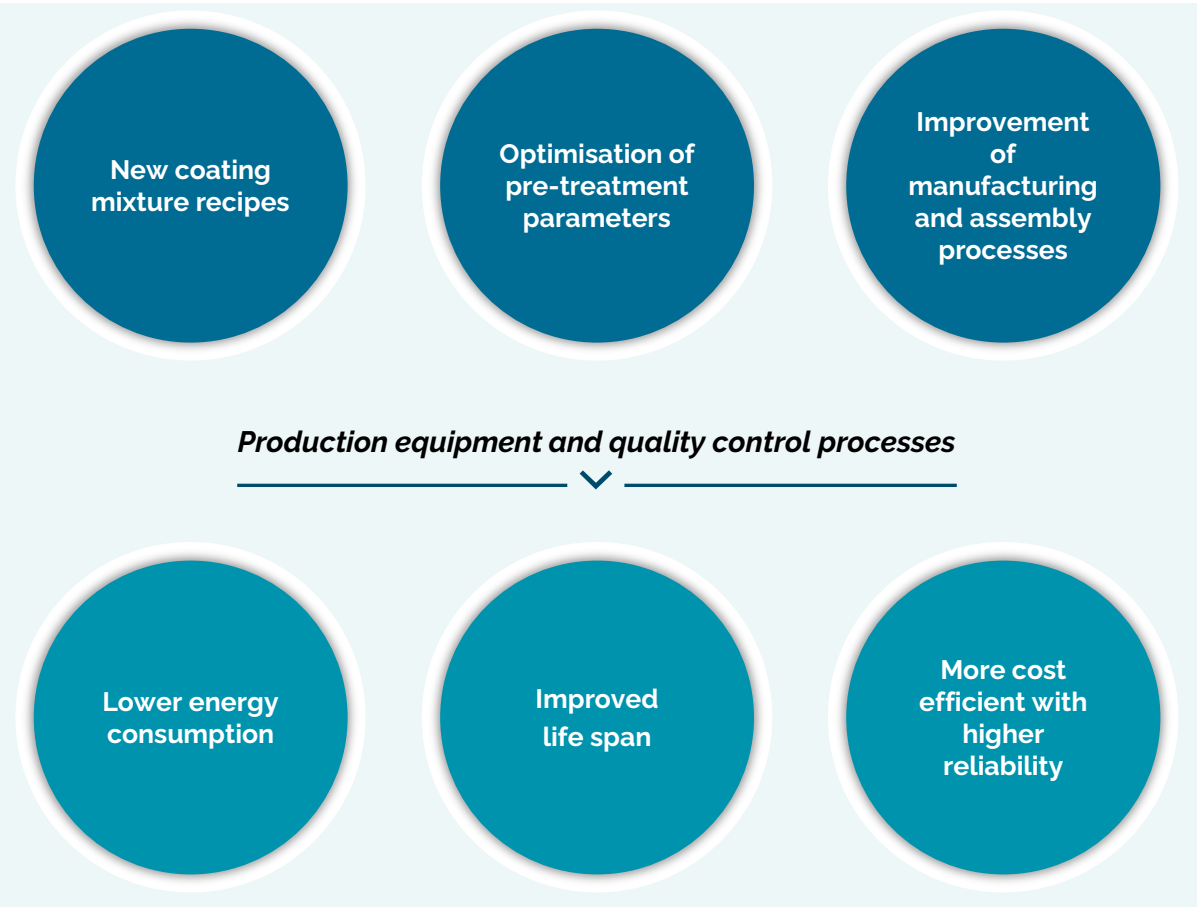 New coating
mixture recipes
Optimisation of
pre-treatment
parameters
Improvement
of
manufacturing
and assembly
processes
Production equipment and quality control processes
Lower energy
consumption
Improved
life span
More cost
efficient with
higher
reliability